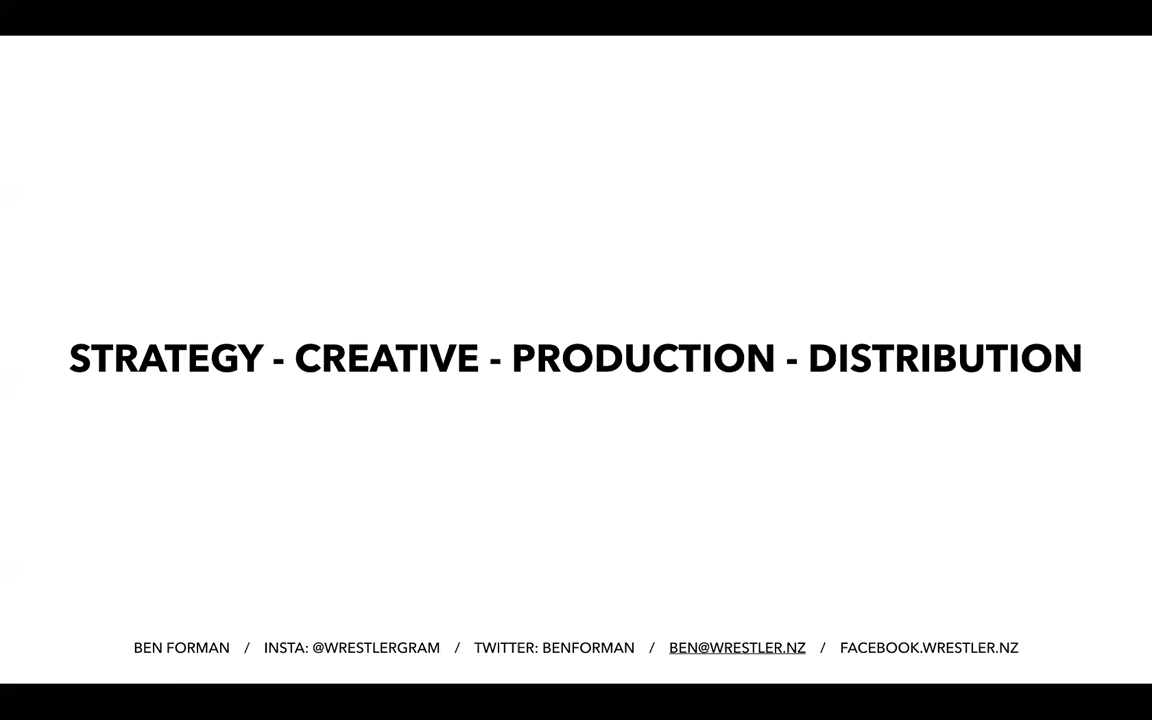 STRATEGY - CREATIVE - PRODUCTION - DISTRIBUTION
BEN FORMAN / INSTA: @WRESTLERGRAM / TWITTER: BENFORMAN / BEN@WRESTLER.NZ / FACEBOOK.WRESTLER.NZ